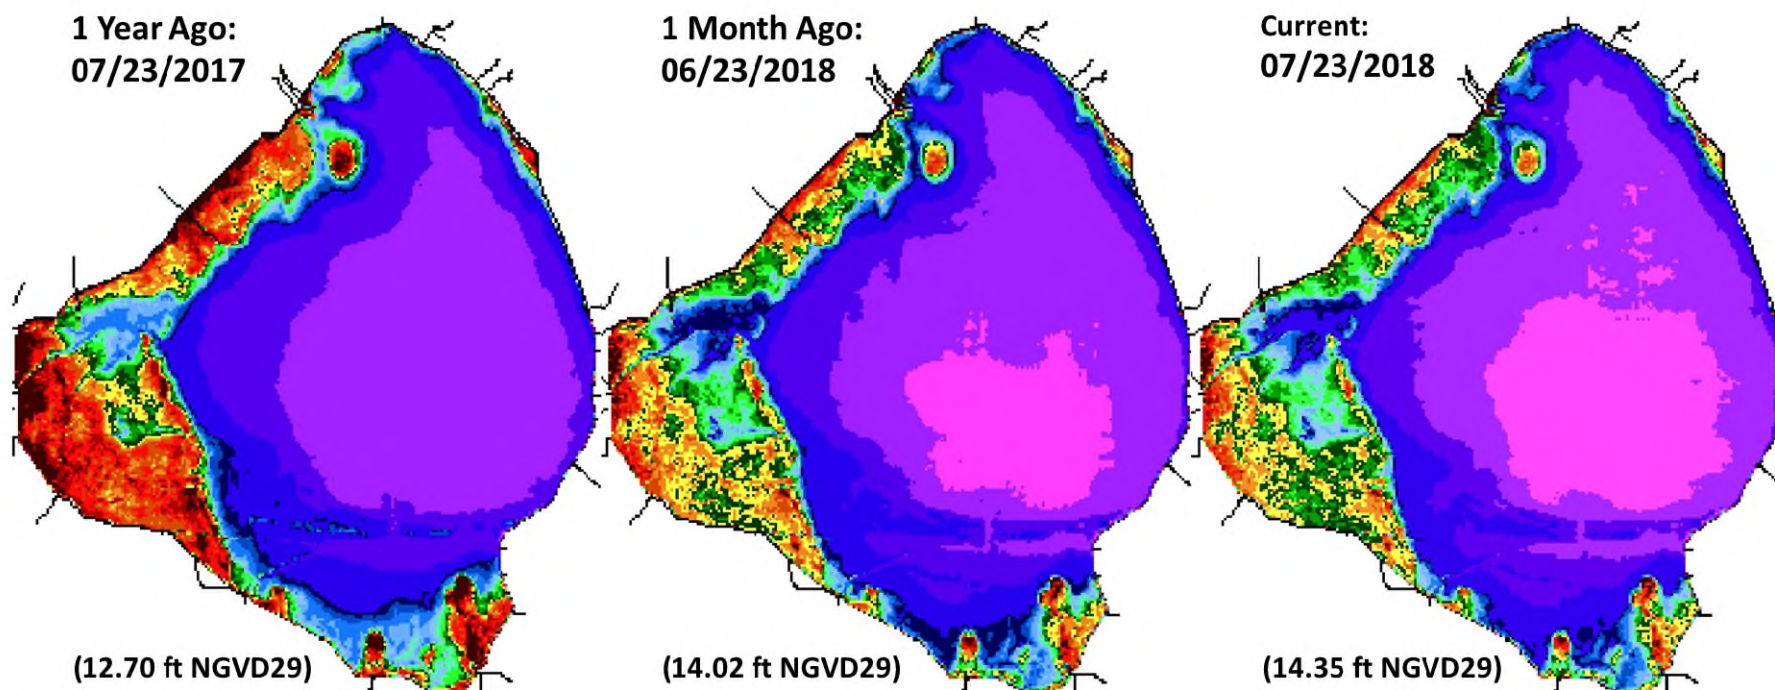 1 Year Ago:
07/23/2017
1 Month Ago:
06/23/2018
Current:
07/23/2018
(12.70 ft NGVD29)
(14.02 ft NGVD29)
(14.35 ft NGVD29)